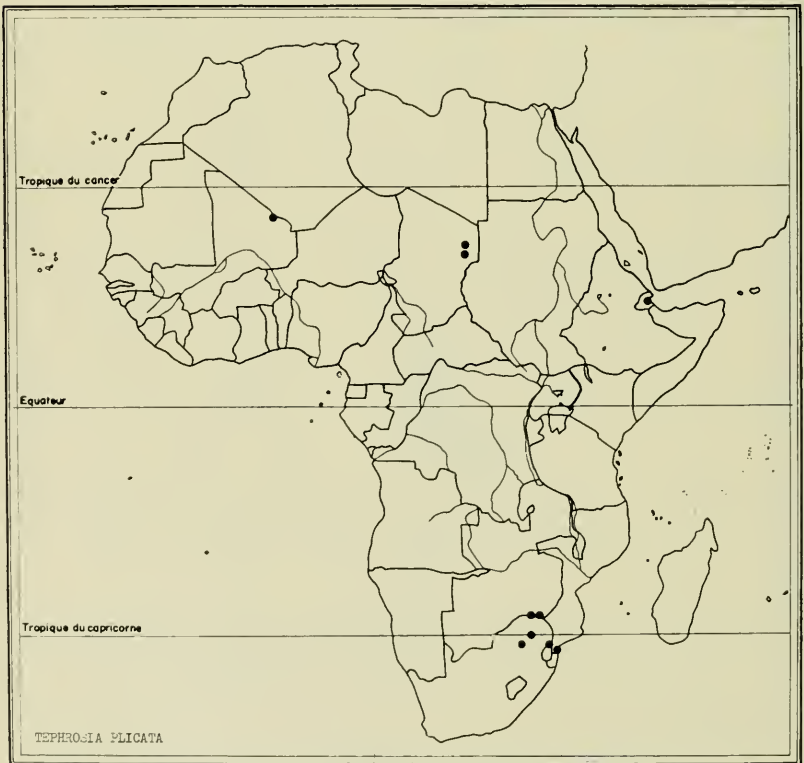 Tropique du cancer
Equateur
Tropique du capricorne
TEPHROSIA PLICATA